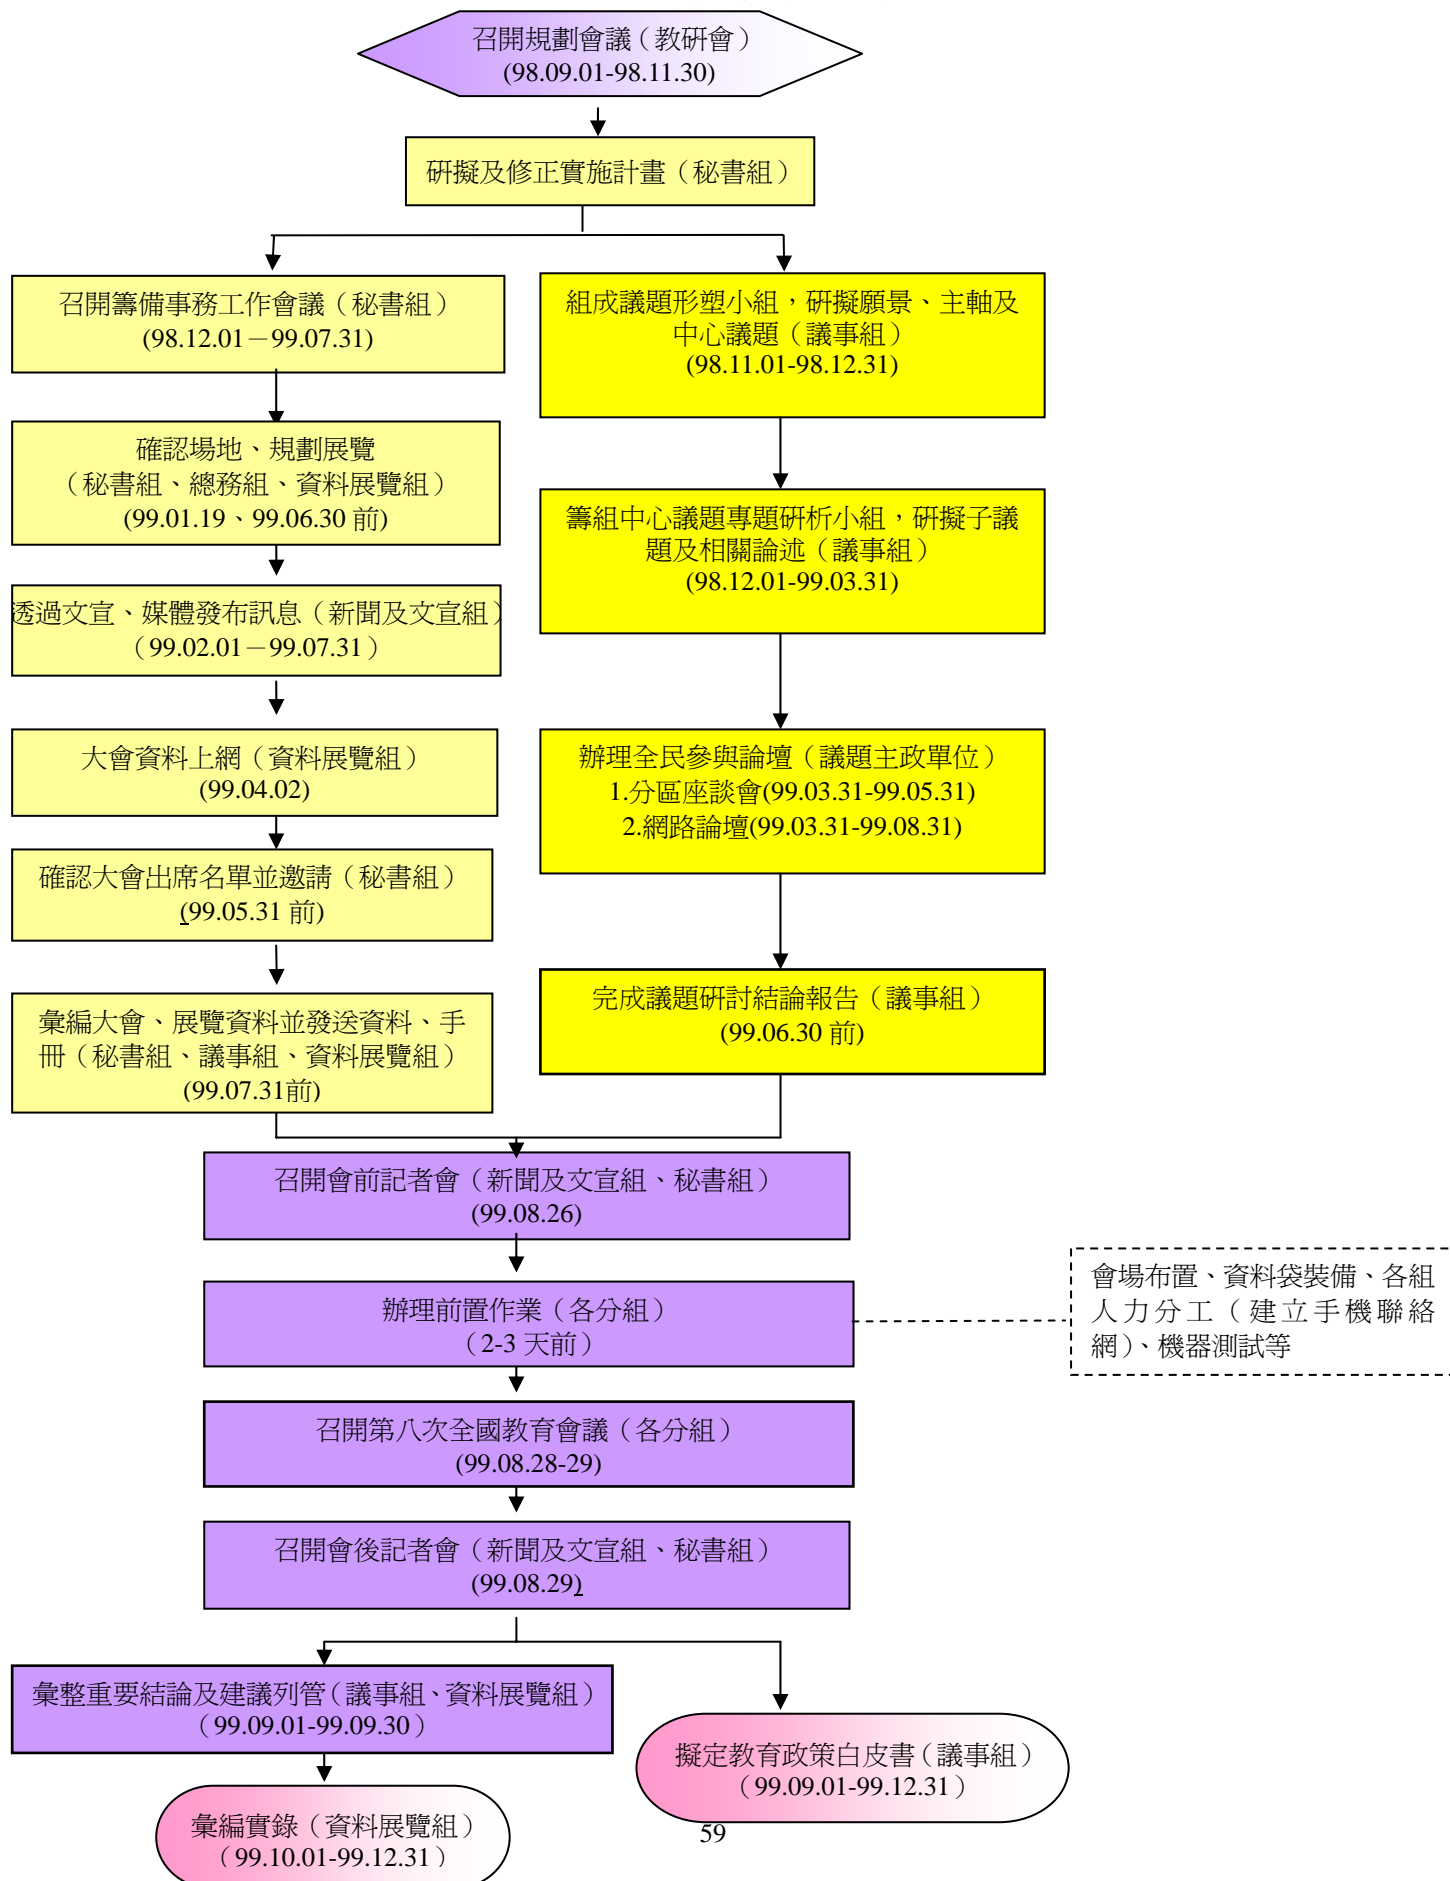 召開規劃會議（教研會）
(98.09.01-98.11.30)
研擬及修正實施計畫（秘書組）
召開籌備事務工作會議（秘書組）
(98.12.01－99.07.31)
確認場地、規劃展覽
（秘書組、總務組、資料展覽組）
(99.01.19、99.06.30 前)
透過文宣、媒體發布訊息（新聞及文宣組）
（99.02.01－99.07.31）
大會資料上網（資料展覽組）
(99.04.02)
確認大會出席名單並邀請（秘書組）
(99.05.31 前)
彙編大會、展覽資料並發送資料、手
冊（秘書組、議事組、資料展覽組）
(99.07.31前)
組成議題形塑小組，研擬願景、主軸及
中心議題（議事組）
(98.11.01-98.12.31)
籌組中心議題專題研析小組，研擬子議
題及相關論述（議事組）
(98.12.01-99.03.31)
辦理全民參與論壇（議題主政單位）
1.分區座談會(99.03.31-99.05.31)
2.網路論壇(99.03.31-99.08.31)
完成議題研討結論報告（議事組）
(99.06.30 前)
召開會前記者會（新聞及文宣組、秘書組）
(99.08.26)
辦理前置作業（各分組）
（2-3 天前）
會場布置、資料袋裝備、各組
人力分工（建立手機聯絡
網）、機器測試等
召開第八次全國教育會議（各分組）
(99.08.28-29)
召開會後記者會（新聞及文宣組、秘書組）
(99.08.29)
彙整重要結論及建議列管（議事組、資料展覽組）
（99.09.01-99.09.30）
擬定教育政策白皮書（議事組）
（99.09.01-99.12.31）
彙編實錄（資料展覽組）
（99.10.01-99.12.31）
59